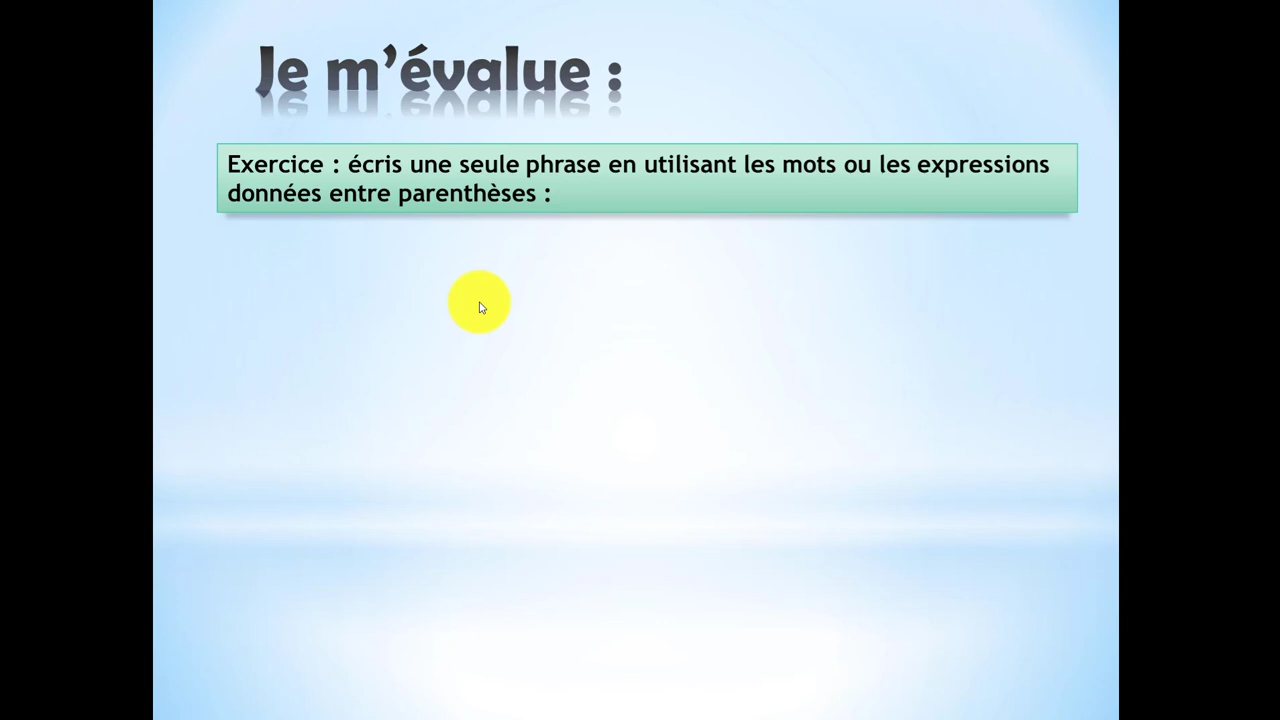 Je m’évalue :
Exercice : écris une seule phrase en utilisant les mots ou les expressions
données entre parenthèses :